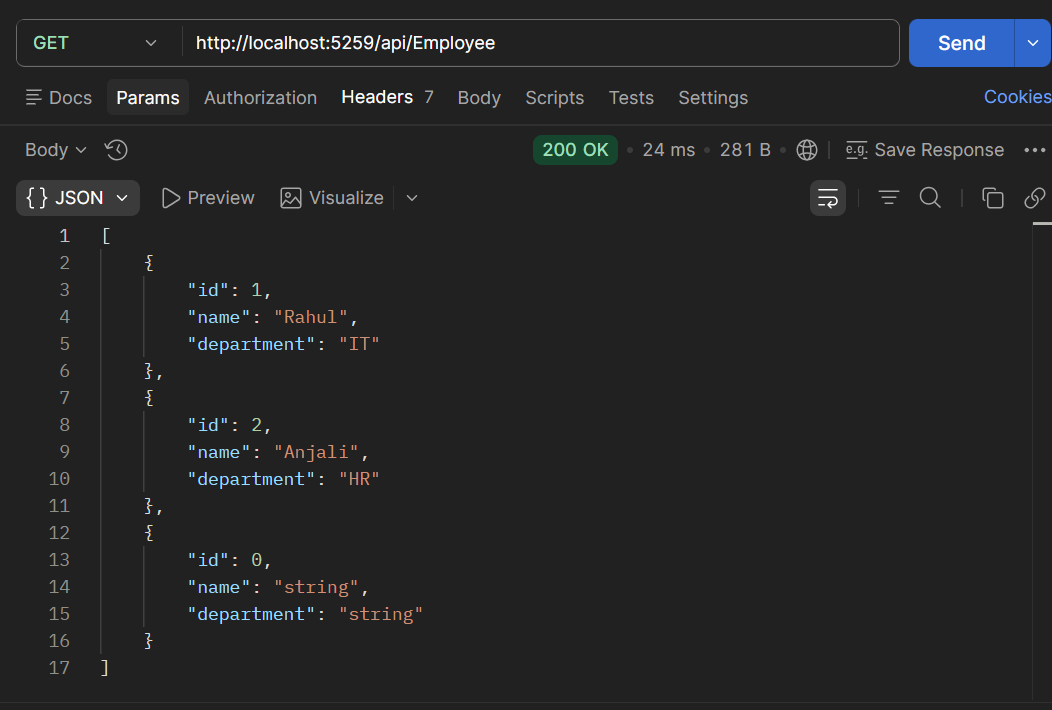 GET http://localhost:5259/api/Employee Send
Docs Params Authorization Headers 7 Body Scripts Tests Settings Cookies
Body 200 OK • 24 ms • 281 B • e.g. Save Response
{} JSON Preview Visualize
1 [
2 {
3 "id": 1,
4 "name": "Rahul",
5 "department": "IT"
6 },
7 {
8 "id": 2,
9 "name": "Anjali",
10 "department": "HR"
11 },
12 {
13 "id": 0,
14 "name": "string",
15 "department": "string"
16 }
17 ]